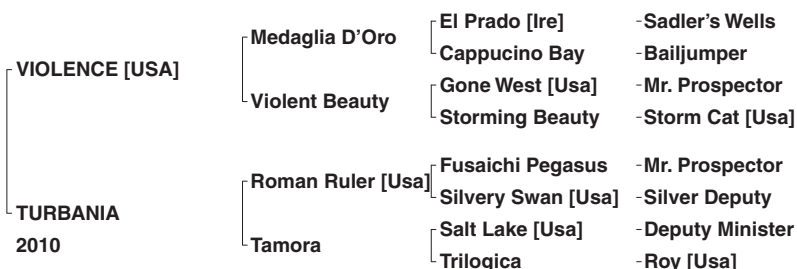 El Prado [Ire] -Sadler's Wells
Medaglia D'Oro
Cappucino Bay -Bailjumper
VIOLENCE [USA]
Gone West [Usa] -Mr. Prospector
Violent Beauty
Storming Beauty -Storm Cat [Usa]
Fusaichi Pegasus -Mr. Prospector
Roman Ruler [Usa]
Silvery Swan [Usa] -Silver Deputy
TURBANIA
Salt Lake [Usa] -Deputy Minister
2010
Tamora
Trilogica -Roy [Usa]